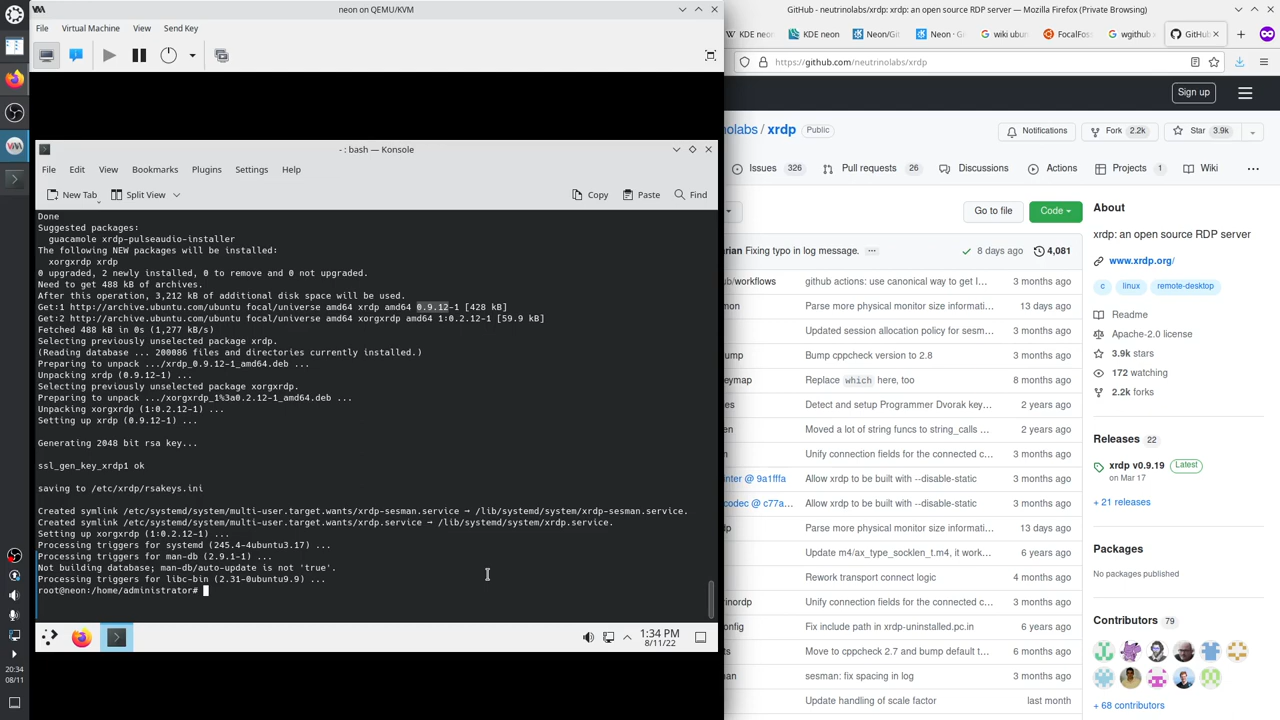 neon on QEMU/KVM
File Virtual Machine View Send Key
- : bash — Konsole
File Edit View Bookmarks Plugins Settings Help
New Tab Split View Copy Paste Find
Done
Suggested packages:
guacamole xrdp-pulseaudio-installer
The following NEW packages will be installed:
xorgxrdp xrdp
0 upgraded, 2 newly installed, 0 to remove and 0 not upgraded.
Need to get 488 kB of archives.
After this operation, 3,212 kB of additional disk space will be used.
Get:1 http://archive.ubuntu.com/ubuntu focal/universe amd64 xrdp amd64 0.9.12-1 [428 kB]
Get:2 http://archive.ubuntu.com/ubuntu focal/universe amd64 xorgxrdp amd64 1:0.2.12-1 [59.9 kB]
Fetched 488 kB in 0s (1,277 kB/s)
Selecting previously unselected package xrdp.
(Reading database ... 200086 files and directories currently installed.)
Preparing to unpack .../xrdp_0.9.12-1_amd64.deb ...
Unpacking xrdp (0.9.12-1) ...
Selecting previously unselected package xorgxrdp.
Preparing to unpack .../xorgxrdp_1%3a0.2.12-1_amd64.deb ...
Unpacking xorgxrdp (1:0.2.12-1) ...
Setting up xrdp (0.9.12-1) ...
Generating 2048 bit rsa key...
ssl_gen_key_xrdp1 ok
saving to /etc/xrdp/rsakeys.ini
Created symlink /etc/systemd/system/multi-user.target.wants/xrdp-sesman.service → /lib/systemd/system/xrdp-sesman.service.
Created symlink /etc/systemd/system/multi-user.target.wants/xrdp.service → /lib/systemd/system/xrdp.service.
Setting up xorgxrdp (1:0.2.12-1) ...
Processing triggers for systemd (245.4-4ubuntu3.17) ...
Processing triggers for man-db (2.9.1-1) ...
Not building database; man-db/auto-update is not 'true'.
Processing triggers for libc-bin (2.31-0ubuntu9.9) ...
root@neon:/home/administrator#
1:34 PM
8/11/22
20:34
08/11
GitHub - neutrinolabs/xrdp: xrdp: an open source RDP server — Mozilla Firefox (Private Browsing)
KDE neon KDE neon Neon/Git Neon · G wiki ubun FocalFoss wgithub x GitHu
https://github.com/neutrinolabs/xrdp
Sign up
nolabs / xrdp Public
Notifications Fork 2.2k Star 3.9k
Issues 326 Pull requests 26 Discussions Actions Projects 1 Wiki
Go to file Code
rian Fixing typo in log message. 8 days ago 4,081
/workflows github actions: use canonical way to get l… 3 months ago
mon Parse more physical monitor size informati… 13 days ago
Updated session allocation policy for sesm… 3 months ago
ump Bump cppcheck version to 2.8 3 months ago
eymap Replace which here, too 8 months ago
es Detect and setup Programmer Dvorak key… 2 years ago
en Moved a lot of string funcs to string_calls … 2 years ago
m Unify connection fields for the connected c… 3 months ago
inter @ 9a1fffa Allow xrdp to be built with --disable-static 3 months ago
codec @ c77a… Allow xrdp to be built with --disable-static 3 months ago
dp Parse more physical monitor size informati… 13 days ago
Update m4/ax_type_socklen_t.m4, it work… 6 years ago
Rework transport connect logic 4 months ago
inordp Unify connection fields for the connected c… 3 months ago
config Fix include path in xrdp-uninstalled.pc.in 6 years ago
ts Move to cppcheck 2.7 and bump default t… 3 months ago
man sesman: fix spacing in log 3 months ago
Update handling of scale factor last month
About
xrdp: an open source RDP server
www.xrdp.org/
c linux remote-desktop
Readme
Apache-2.0 license
3.9k stars
172 watching
2.2k forks
Releases 22
xrdp v0.9.19 Latest
on Mar 17
+ 21 releases
Packages
No packages published
Contributors 79
+ 68 contributors